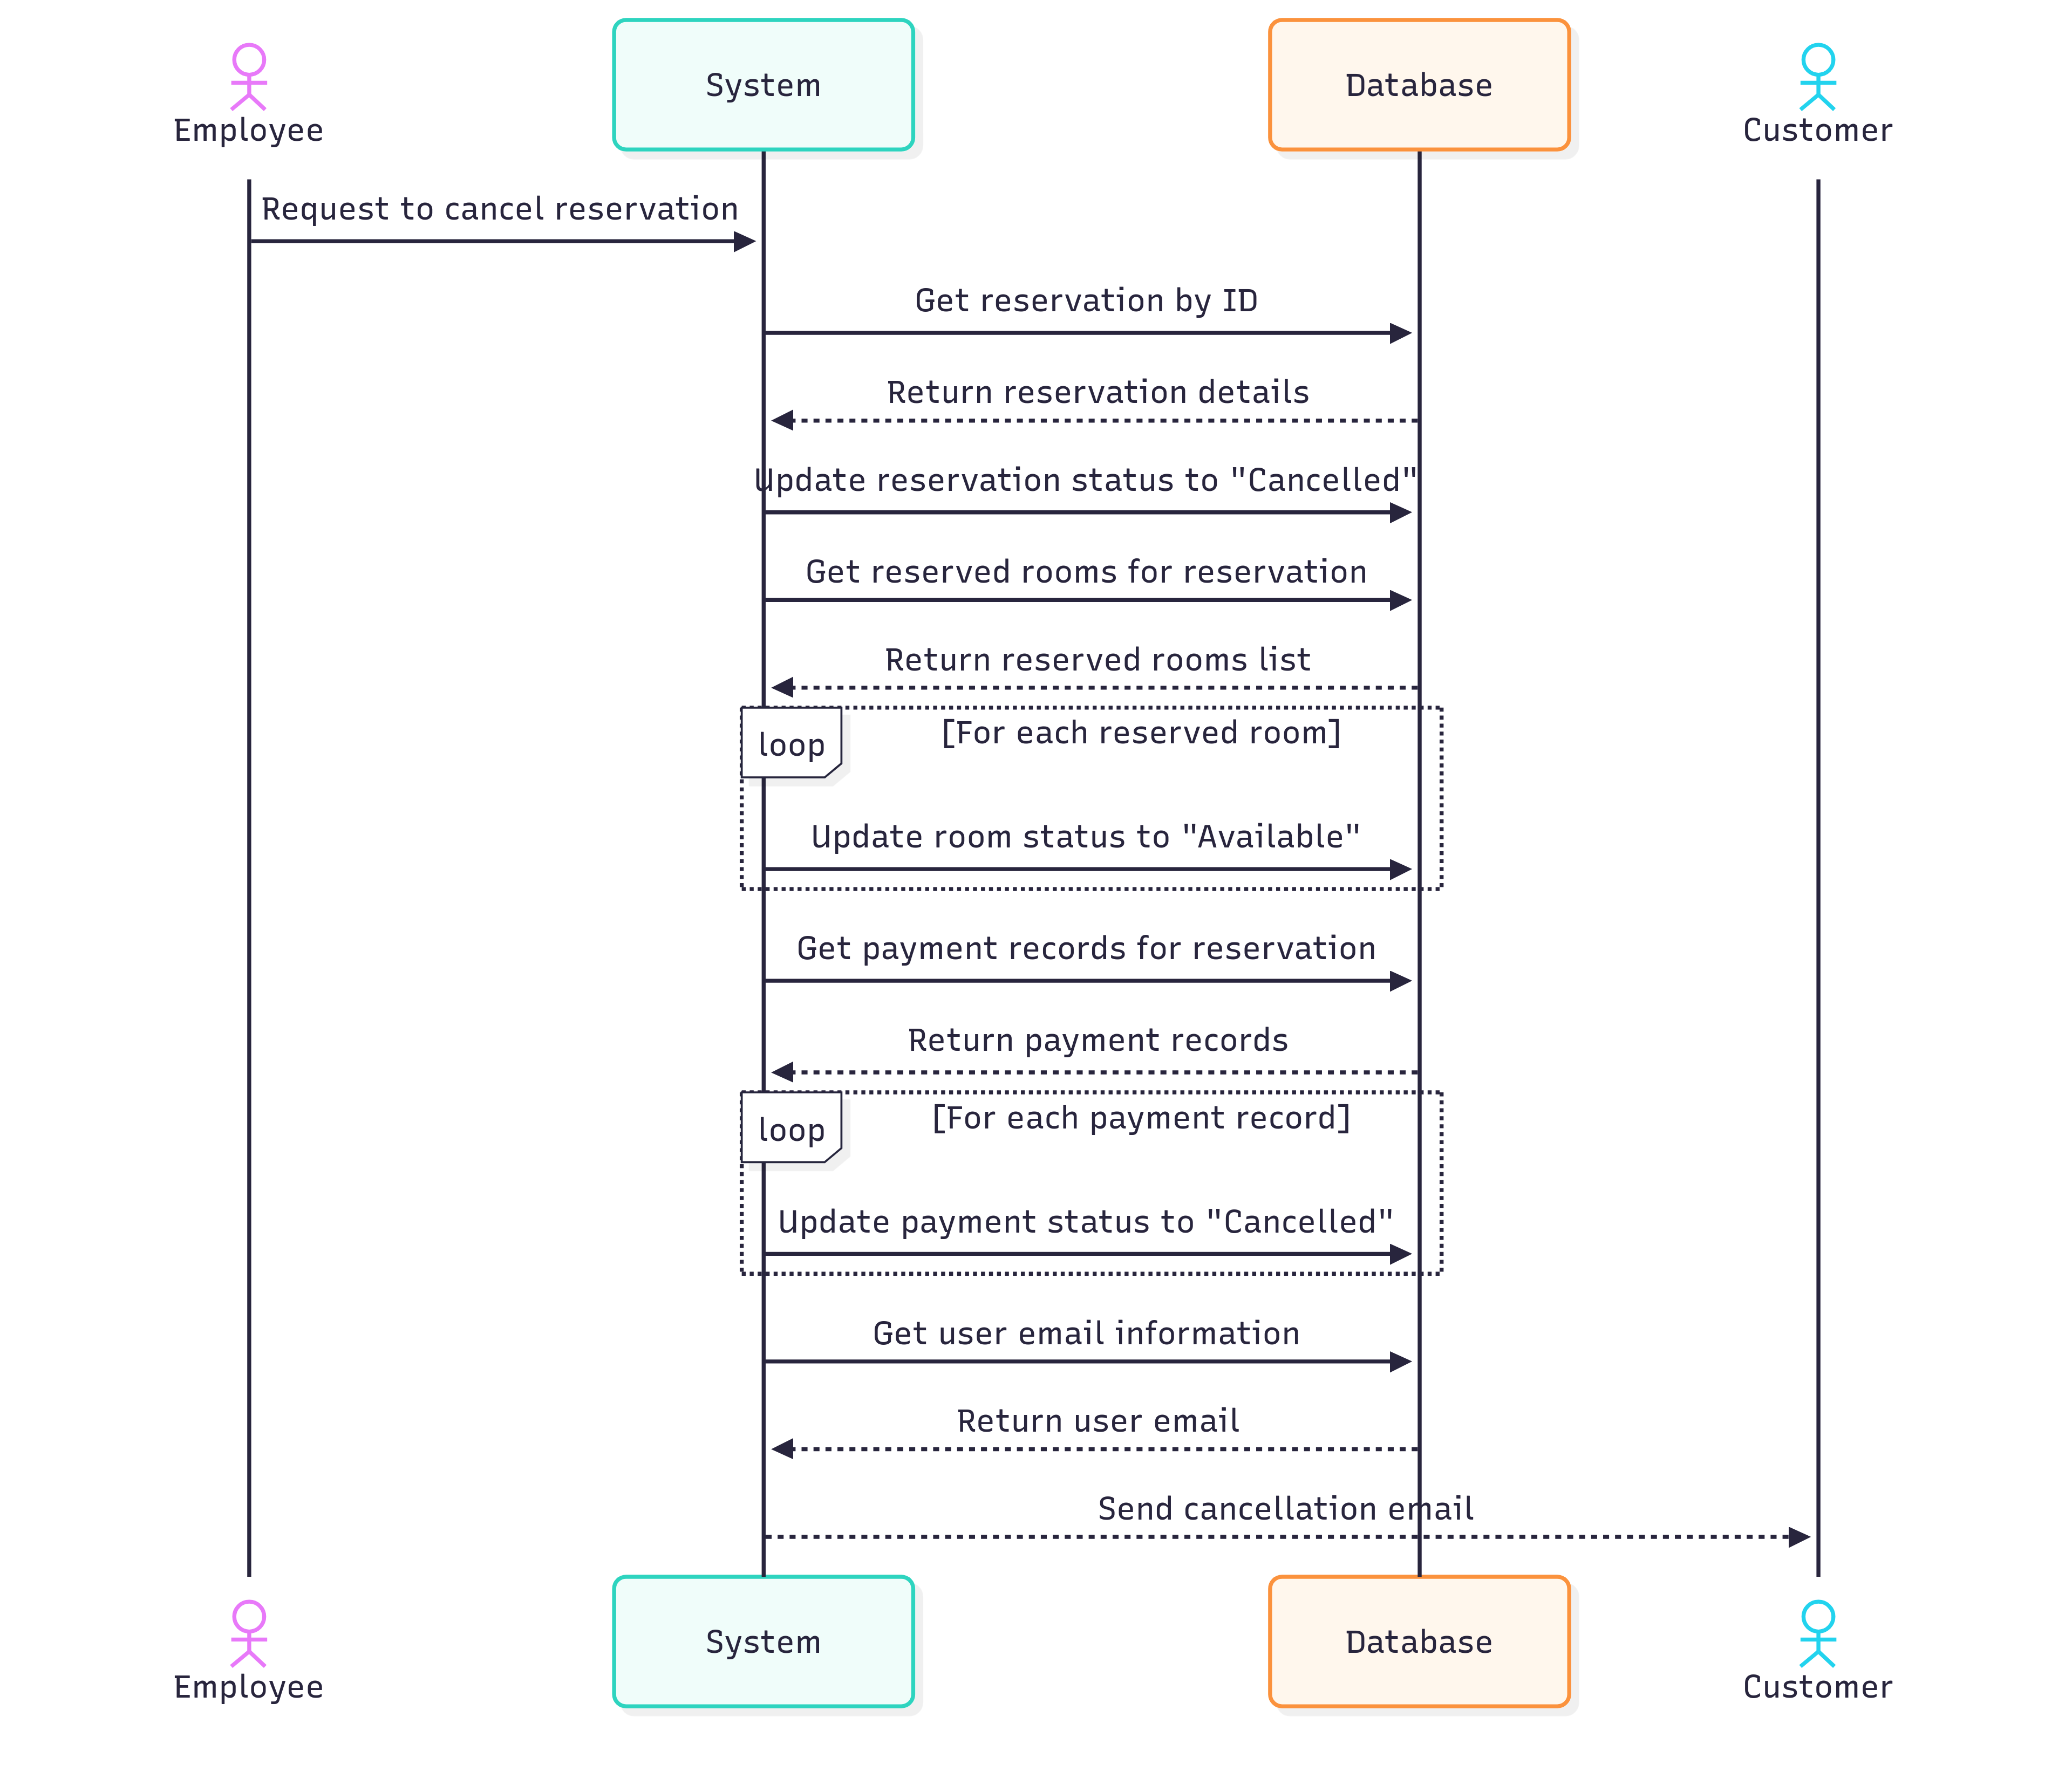 Employee
System
Database
Customer
Request to cancel reservation
Get reservation by ID
Return reservation details
Update reservation status to "Cancelled"
Get reserved rooms for reservation
Return reserved rooms list
loop
[For each reserved room]
Update room status to "Available"
Get payment records for reservation
Return payment records
loop
[For each payment record]
Update payment status to "Cancelled"
Get user email information
Return user email
Send cancellation email
Employee
System
Database
Customer